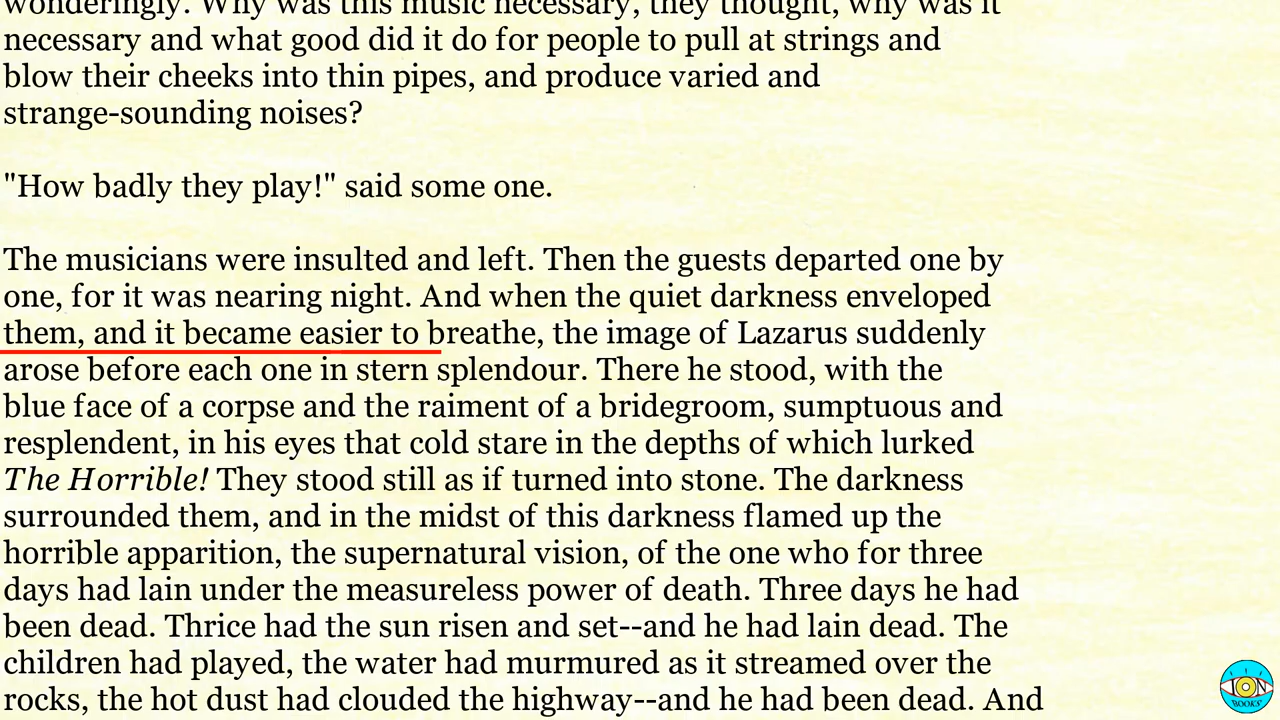 wonderingly. Why was this music necessary, they thought, why was it
necessary and what good did it do for people to pull at strings and
blow their cheeks into thin pipes, and produce varied and
strange-sounding noises?
"How badly they play!" said some one.
The musicians were insulted and left. Then the guests departed one by
one, for it was nearing night. And when the quiet darkness enveloped
them, and it became easier to breathe, the image of Lazarus suddenly
arose before each one in stern splendour. There he stood, with the
blue face of a corpse and the raiment of a bridegroom, sumptuous and
resplendent, in his eyes that cold stare in the depths of which lurked
The Horrible! They stood still as if turned into stone. The darkness
surrounded them, and in the midst of this darkness flamed up the
horrible apparition, the supernatural vision, of the one who for three
days had lain under the measureless power of death. Three days he had
been dead. Thrice had the sun risen and set--and he had lain dead. The
children had played, the water had murmured as it streamed over the
rocks, the hot dust had clouded the highway--and he had been dead. And
ION
BOOKS